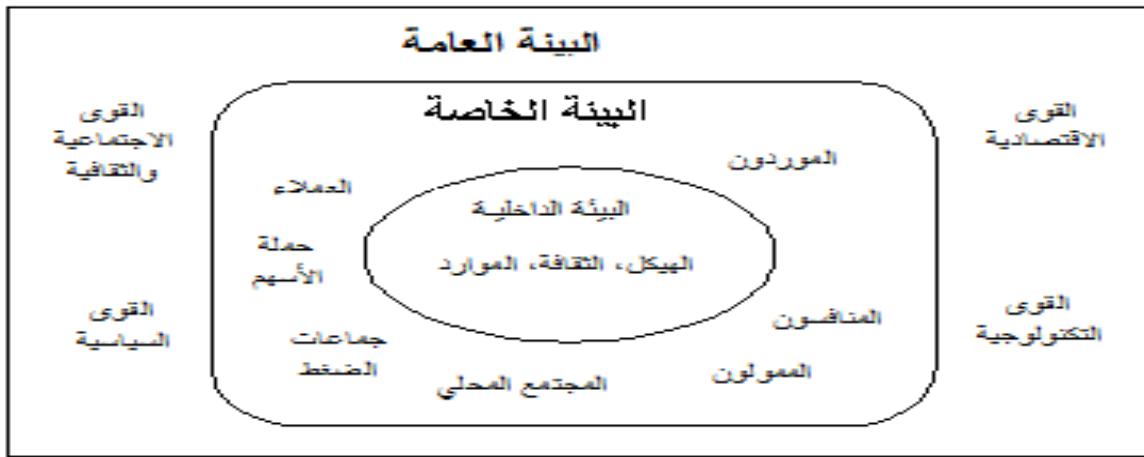 البيئة العامة
البيئة الخاصة
القوى
الاقتصادية
القوى
الاجتماعية
والثقافية
الموردون
العملاء
البيئة الداخلية
الهيكل، الثقافة، الموارد
حملة
الأسهم
القوى
التكنولوجية
المنافسون
القوى
السياسية
جماعات
الضغط
الممولون
المجتمع المحلي